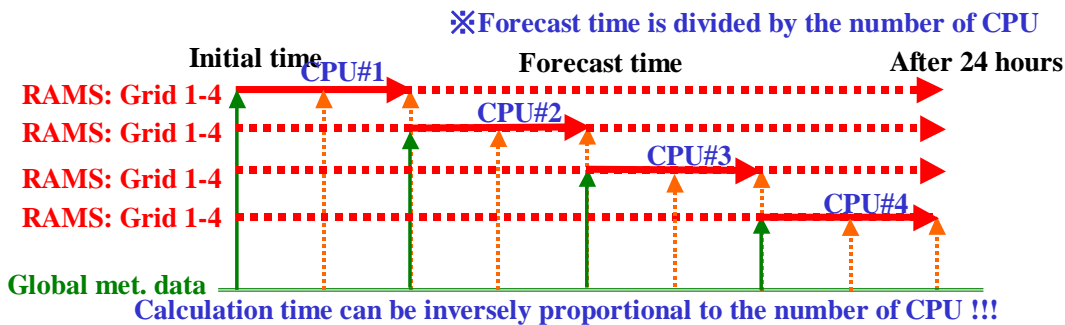 ※Forecast time is divided by the number of CPU
Initial time
Forecast time
After 24 hours
CPU#1
RAMS: Grid 1-4
CPU#2
RAMS: Grid 1-4
CPU#3
RAMS: Grid 1-4
CPU#4
RAMS: Grid 1-4
Global met. data
Calculation time can be inversely proportional to the number of CPU !!!